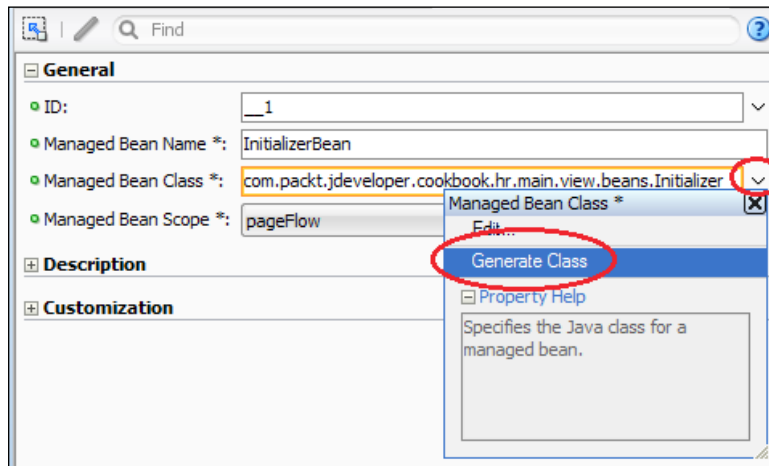 Find
?
General
ID: __1
Managed Bean Name *: InitializerBean
Managed Bean Class *: com.packt.jdeveloper.cookbook.hr.main.view.beans.Initializer
Managed Bean Class *
Managed Bean Scope *: pageFlow
Edit...
Generate Class
Description
Property Help
Customization
Specifies the Java class for a
managed bean.